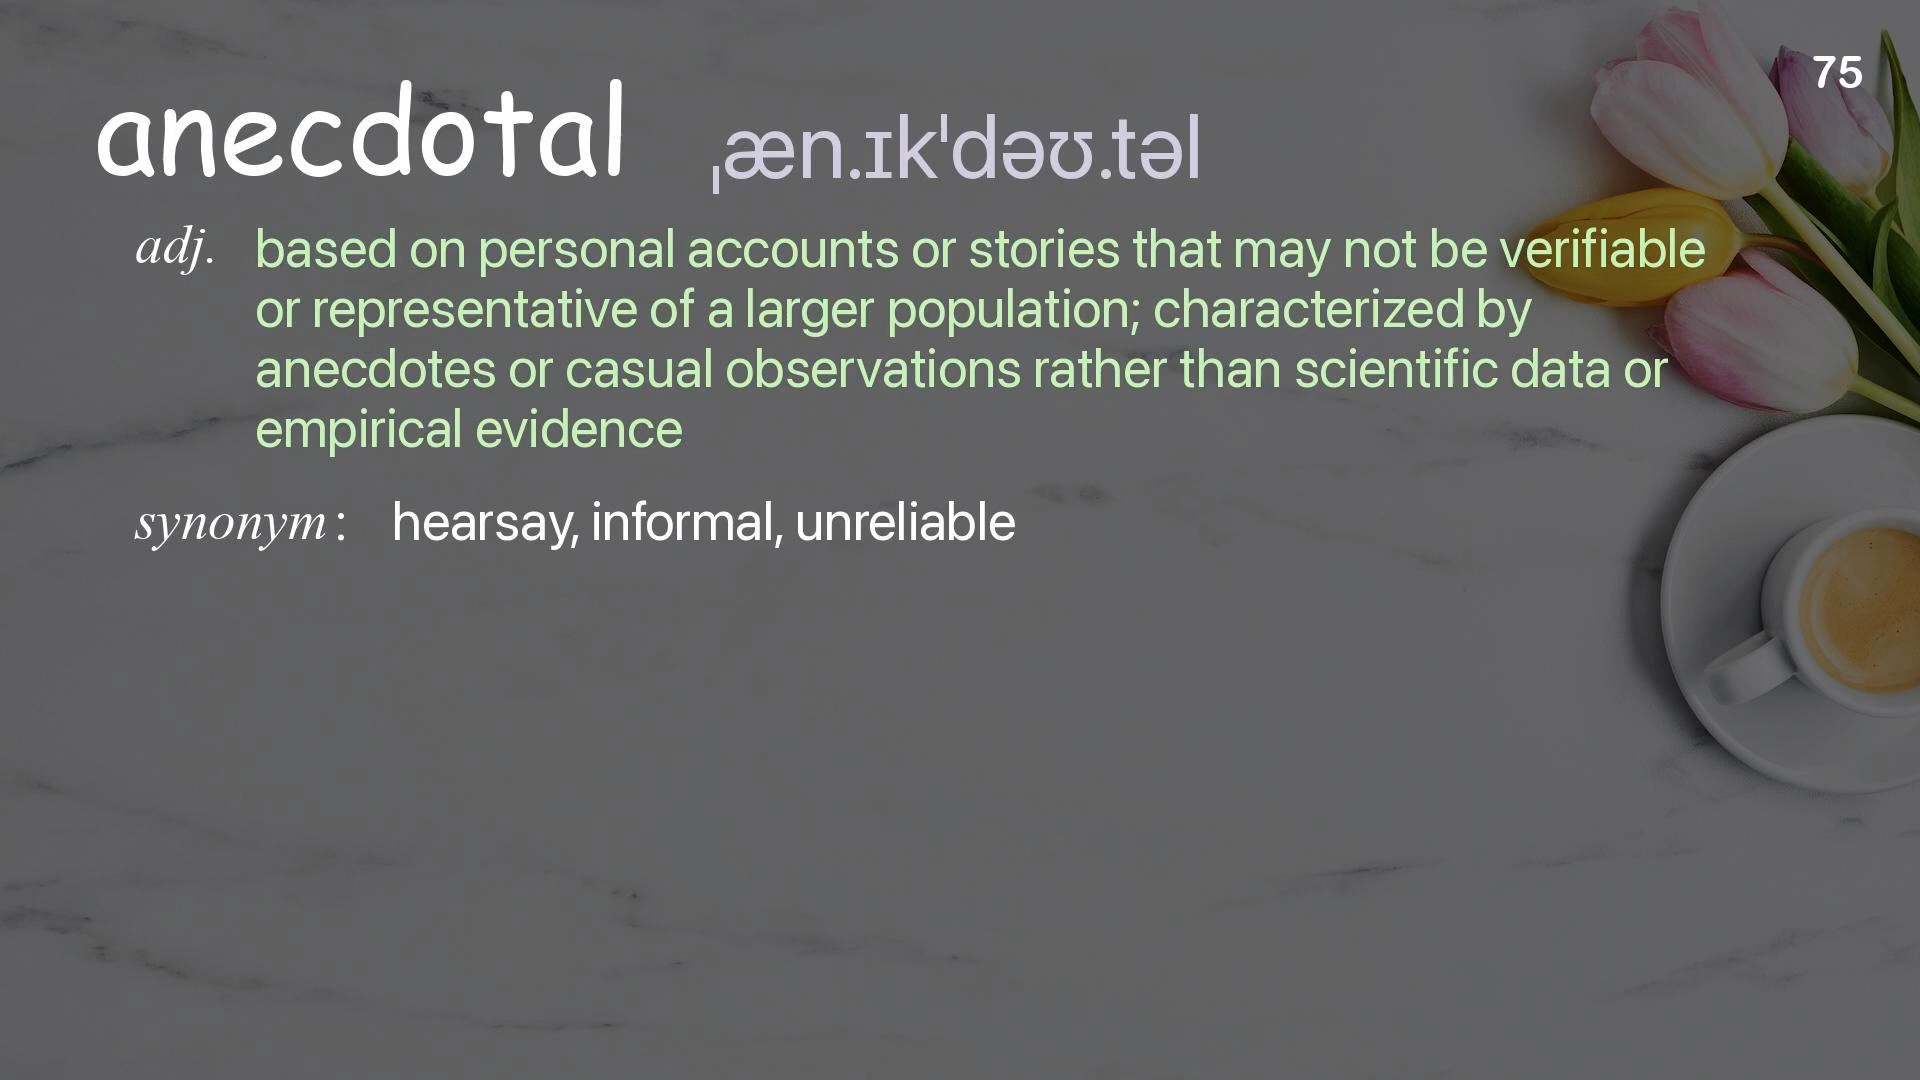 75
anecdotal ˌæn.ɪkˈdəʊ.təl
adj. based on personal accounts or stories that may not be verifiable
or representative of a larger population; characterized by
anecdotes or casual observations rather than scientific data or
empirical evidence
synonym: hearsay, informal, unreliable